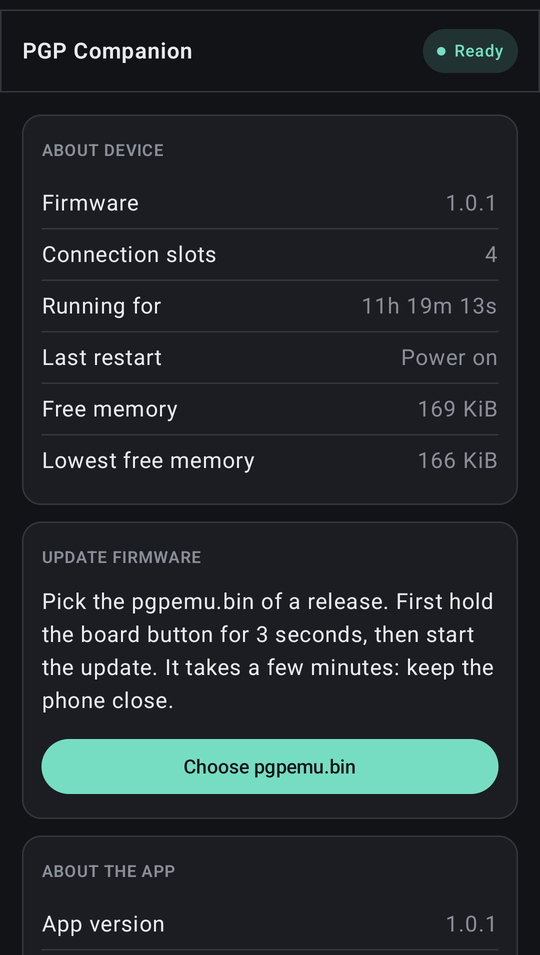 PGP Companion
Ready
ABOUT DEVICE
Firmware 1.0.1
Connection slots 4
Running for 11h 19m 13s
Last restart Power on
Free memory 169 KiB
Lowest free memory 166 KiB
UPDATE FIRMWARE
Pick the pgpemu.bin of a release. First hold
the board button for 3 seconds, then start
the update. It takes a few minutes: keep the
phone close.
Choose pgpemu.bin
ABOUT THE APP
App version 1.0.1